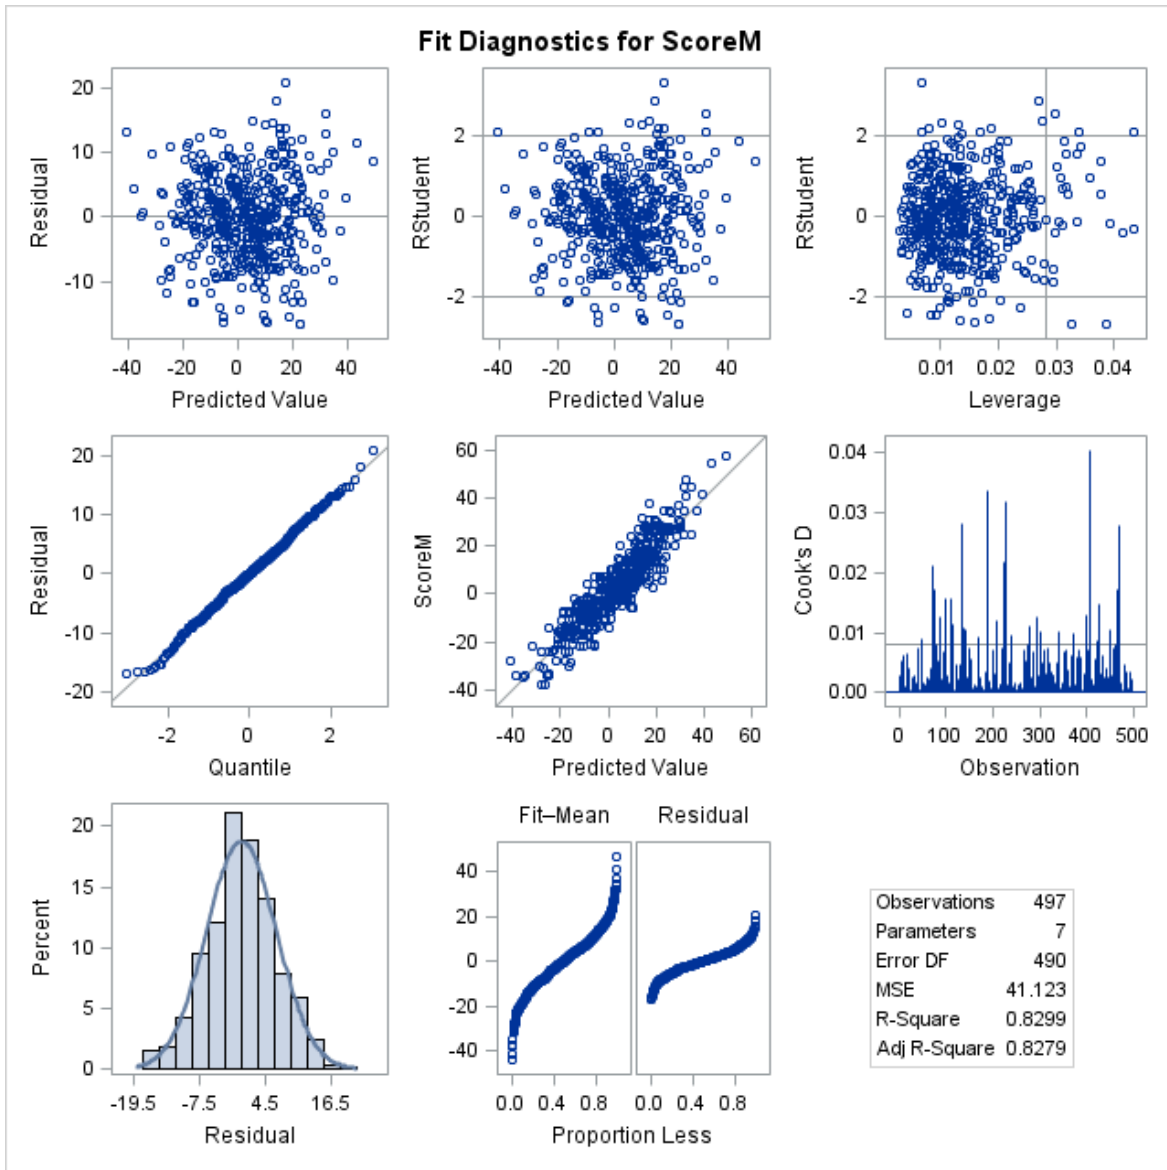 Fit Diagnostics for ScoreM
20
10
0
-10
Residual
-40 -20 0 20 40
Predicted Value
2
0
-2
RStudent
-40 -20 0 20 40
Predicted Value
2
0
-2
RStudent
0.01 0.02 0.03 0.04
Leverage
20
10
0
-10
-20
Residual
-2 0 2
Quantile
60
40
20
0
-20
-40
ScoreM
-40 -20 0 20 40 60
Predicted Value
0.04
0.03
0.02
0.01
0.00
Cook's D
0 100 200 300 400 500
Observation
20
15
10
5
0
Percent
-19.5 -7.5 4.5 16.5
Residual
Fit–Mean Residual
40
20
0
-20
-40
0.0 0.4 0.8 0.0 0.4 0.8
Proportion Less
Observations 497
Parameters 7
Error DF 490
MSE 41.123
R-Square 0.8299
Adj R-Square 0.8279